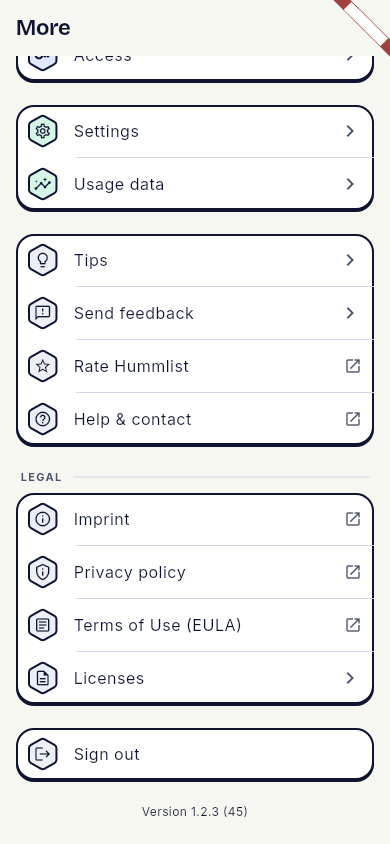 More
Access
Settings
Usage data
Tips
Send feedback
Rate Hummlist
Help & contact
LEGAL
Imprint
Privacy policy
Terms of Use (EULA)
Licenses
Sign out
Version 1.2.3 (45)